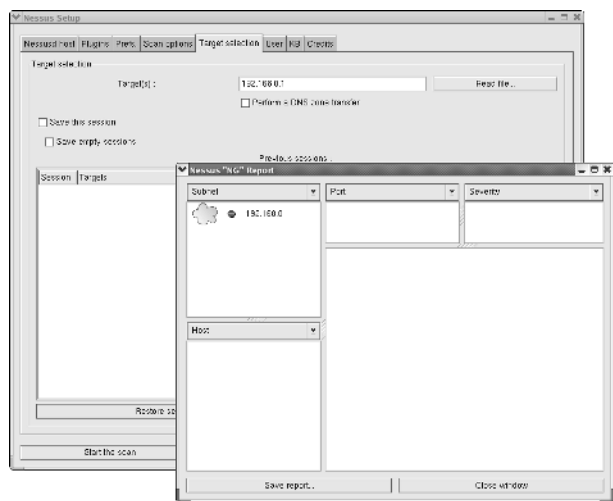 Nessus Setup
Nessusd host Plugins Prefs. Scan options Target selection User KB Credits
Target selection
Target(s) : 192.168.0.1 Read file...
Perform a DNS zone transfer
Save this session
Save empty sessions
Previous sessions
Session Targets
Restore se
Start the scan
Nessus "NG" Report
Subnet Port Severity
192.168.0
Host
Save report... Close window